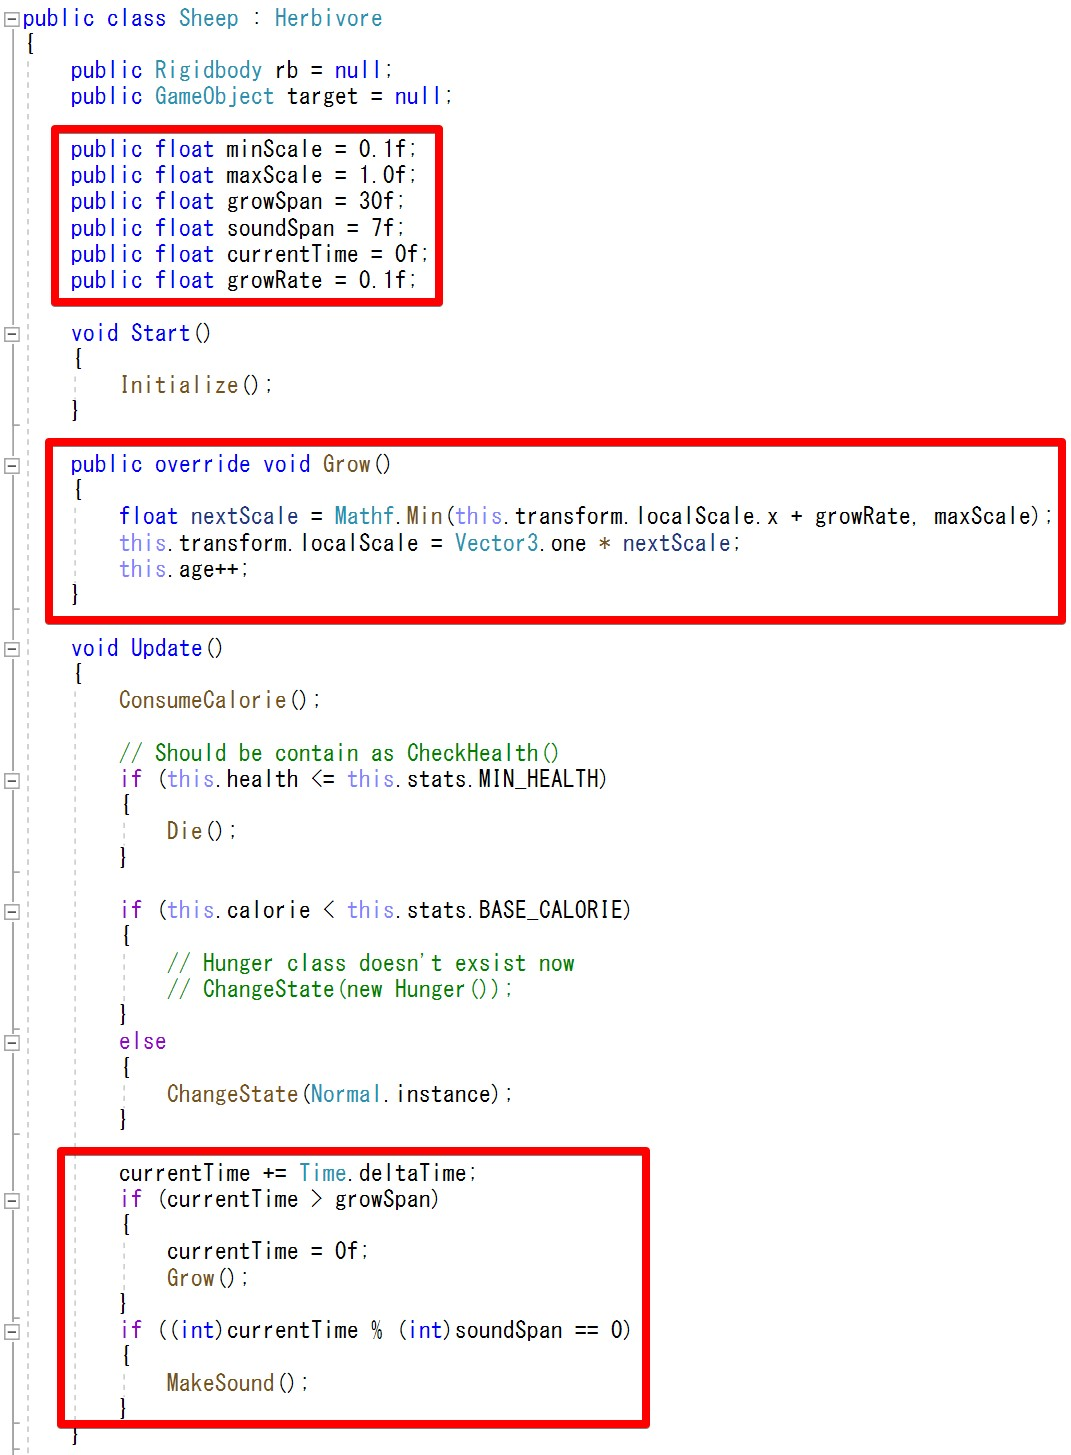 public class Sheep : Herbivore
{
public Rigidbody rb = null;
public GameObject target = null;
public float minScale = 0.1f;
public float maxScale = 1.0f;
public float growSpan = 30f;
public float soundSpan = 7f;
public float currentTime = 0f;
public float growRate = 0.1f;
void Start()
{
Initialize();
}
public override void Grow()
{
float nextScale = Mathf.Min(this.transform.localScale.x + growRate, maxScale);
this.transform.localScale = Vector3.one * nextScale;
this.age++;
}
void Update()
{
ConsumeCalorie();
// Should be contain as CheckHealth()
if (this.health <= this.stats.MIN_HEALTH)
{
Die();
}
if (this.calorie < this.stats.BASE_CALORIE)
{
// Hunger class doesn't exsist now
// ChangeState(new Hunger());
}
else
{
ChangeState(Normal.instance);
}
currentTime += Time.deltaTime;
if (currentTime > growSpan)
{
currentTime = 0f;
Grow();
}
if ((int)currentTime % (int)soundSpan == 0)
{
MakeSound();
}
}